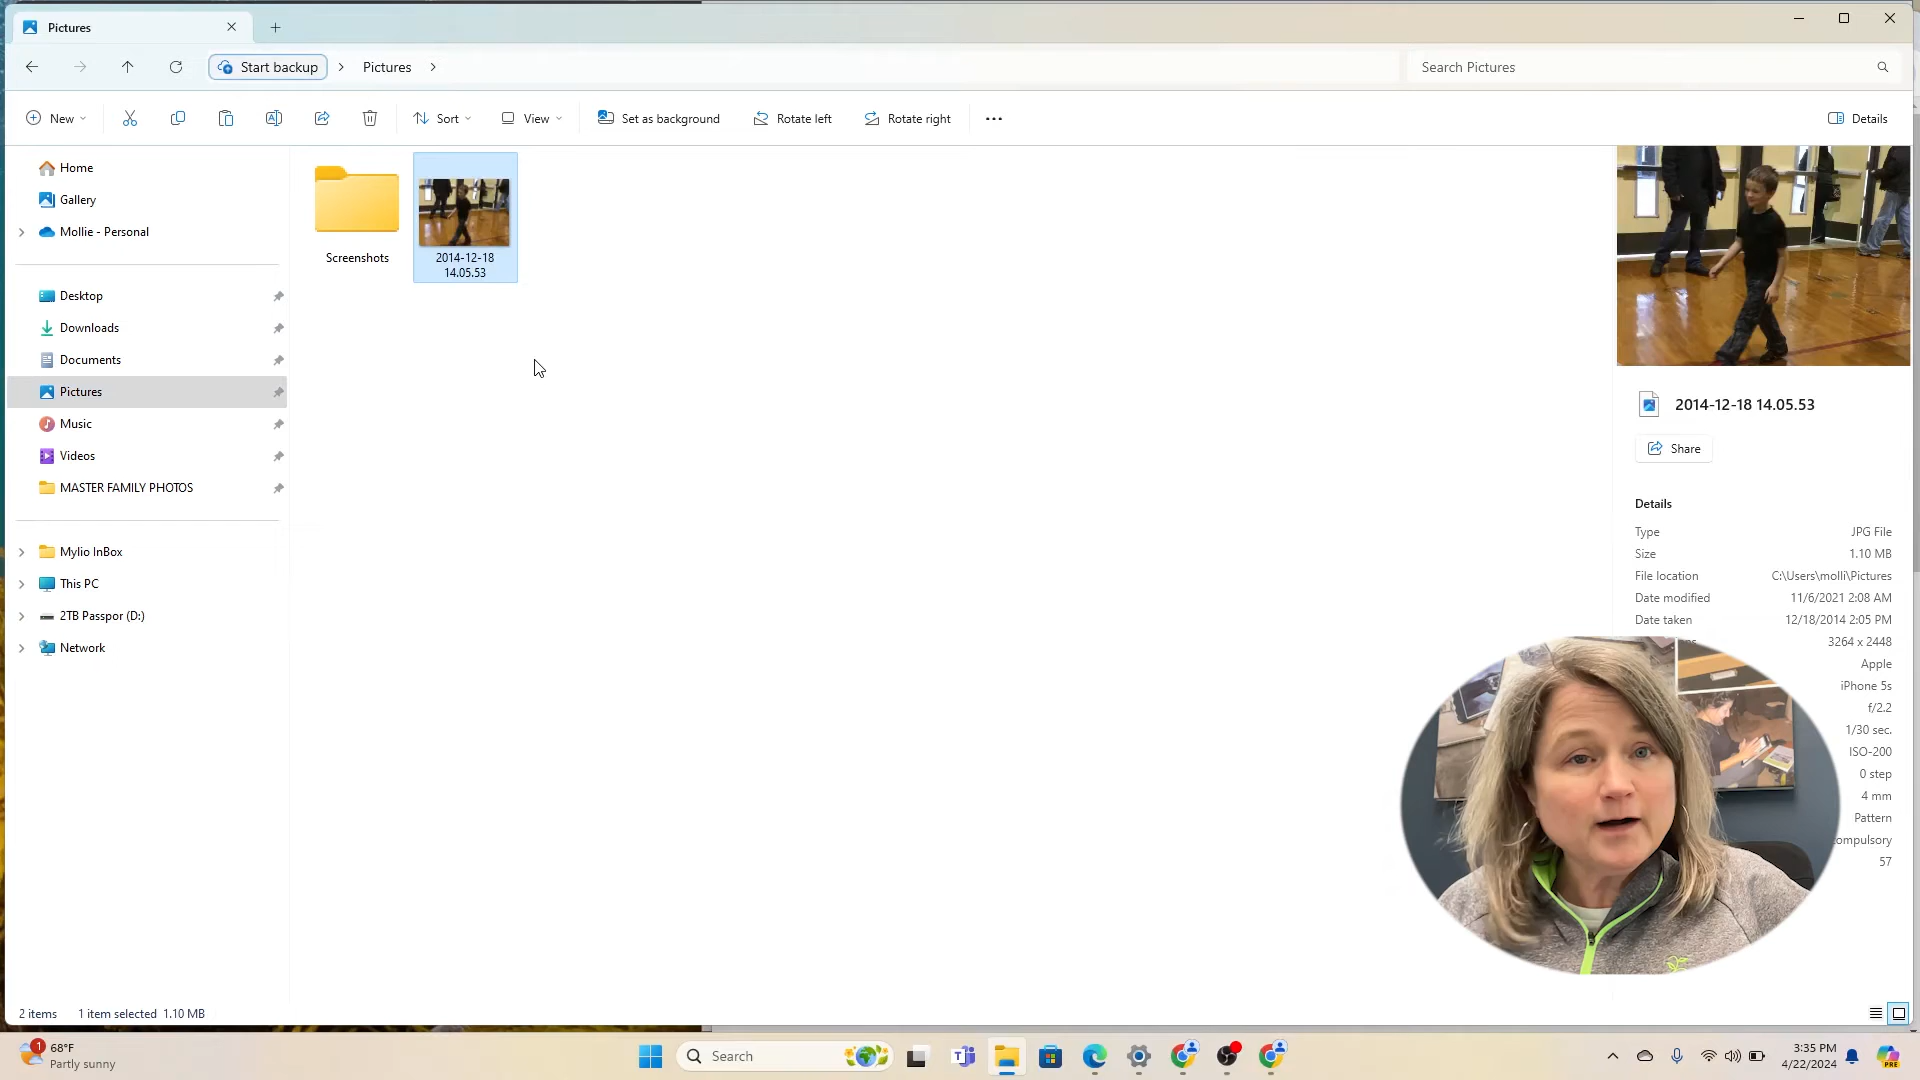 Pictures
Start backup
Pictures
Search Pictures
New
Sort
View
Set as background
Rotate left
Rotate right
Details
Home
Gallery
Mollie - Personal
Desktop
Downloads
Documents
Pictures
Music
Videos
MASTER FAMILY PHOTOS
Mylio InBox
This PC
2TB Passpor (D:)
Network
Screenshots
2014-12-18
14.05.53
2014-12-18 14.05.53
Share
Details
Type JPG File
Size 1.10 MB
File location C:\Users\molli\Pictures
Date modified 11/6/2021 2:08 AM
Date taken 12/18/2014 2:05 PM
3264 x 2448
Apple
iPhone 5s
f/2.2
1/30 sec.
ISO-200
0 step
4 mm
Pattern
ompulsory
57
2 items 1 item selected 1.10 MB
1
68°F
Partly sunny
Search
3:35 PM
4/22/2024
PRE